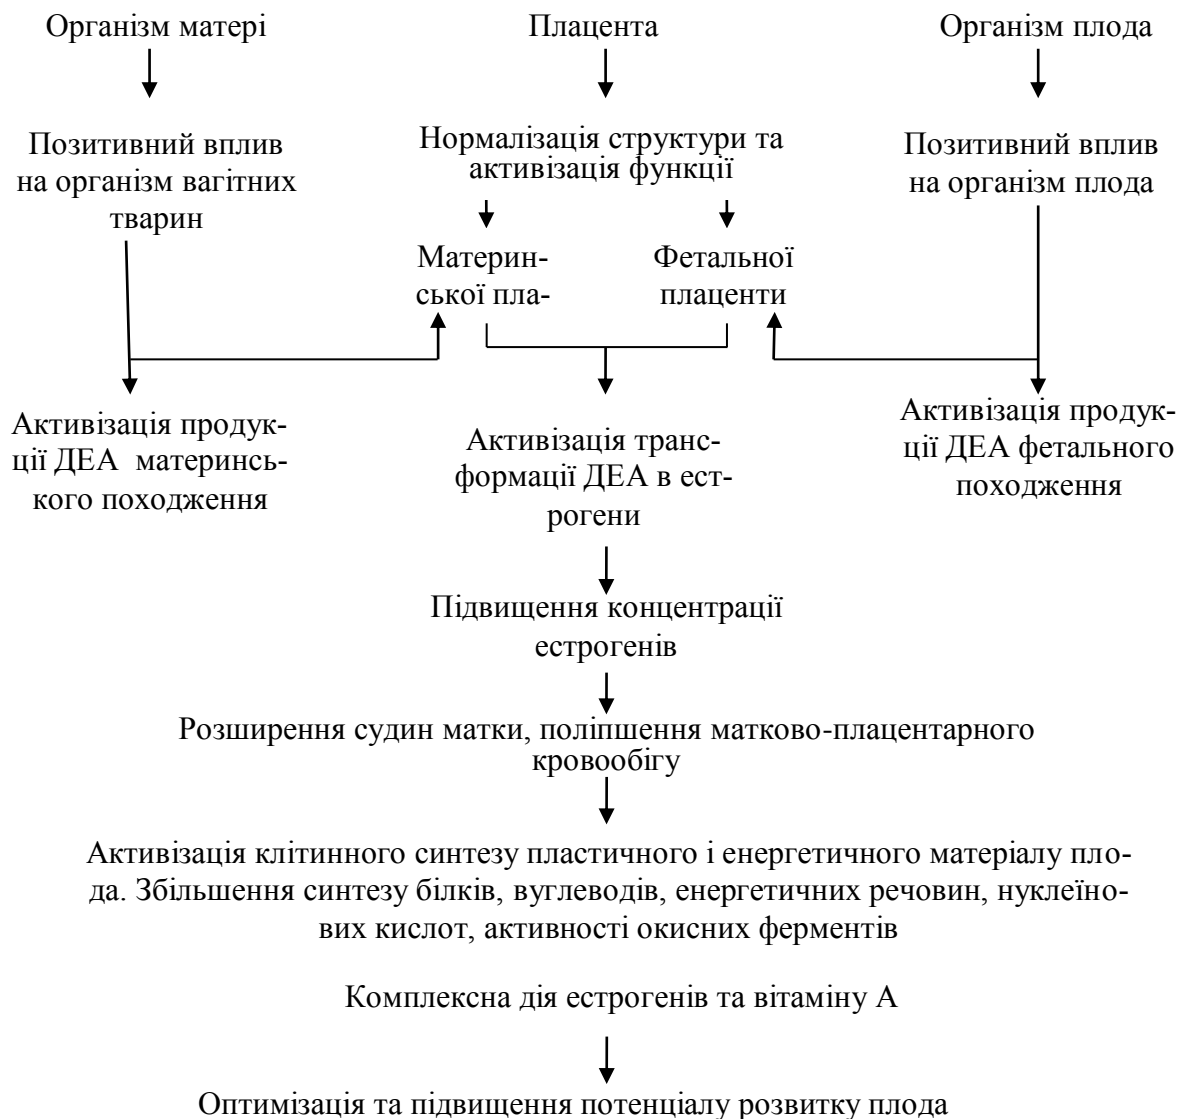 Організм матері
Плацента
Організм плода
Позитивний вплив
на організм вагітних
тварин
Нормалізація структури та
активізація функції
Позитивний вплив
на організм плода
Материн-
ської пла-
Фетальної
плаценти
Активізація продук-
ції ДЕА материнсь-
кого походження
Активізація транс-
формації ДЕА в ест-
рогени
Активізація продук-
ції ДЕА фетального
походження
Підвищення концентрації
естрогенів
Розширення судин матки, поліпшення матково-плацентарного
кровообігу
Активізація клітинного синтезу пластичного і енергетичного матеріалу пло-
да. Збільшення синтезу білків, вуглеводів, енергетичних речовин, нуклеїно-
вих кислот, активності окисних ферментів
Комплексна дія естрогенів та вітаміну А
Оптимізація та підвищення потенціалу розвитку плода